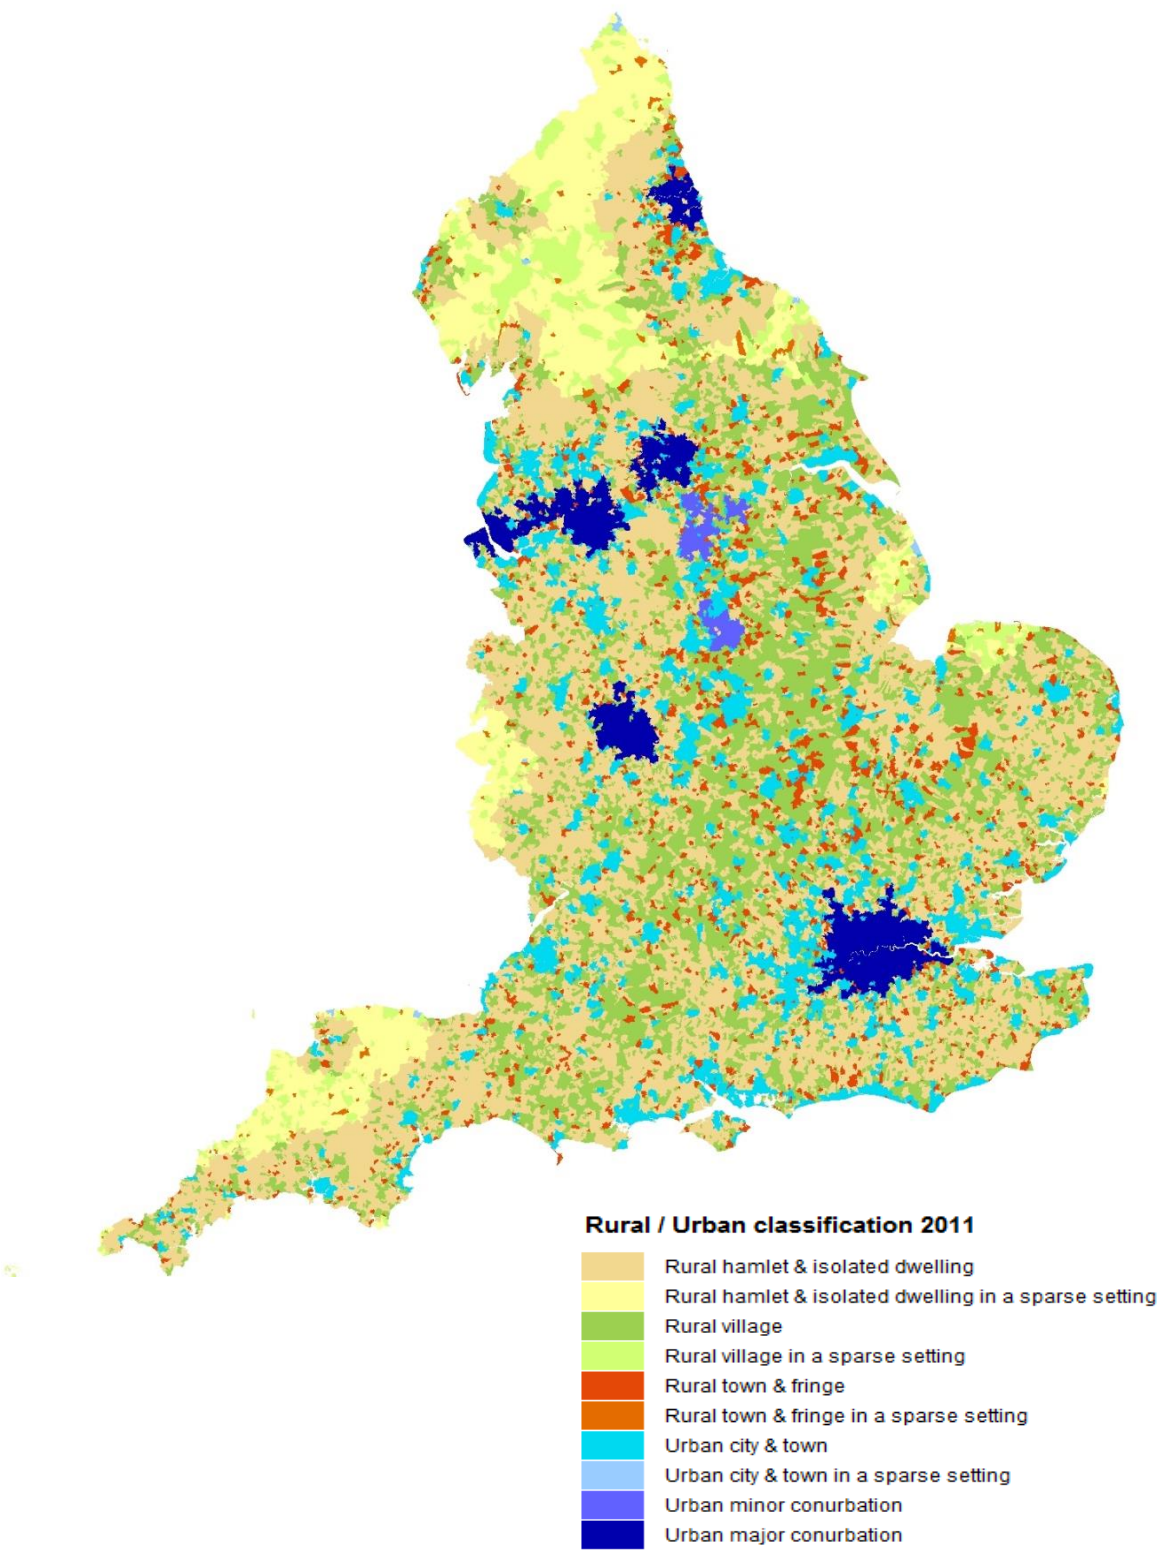 Rural / Urban classification 2011
Rural hamlet & isolated dwelling
Rural hamlet & isolated dwelling in a sparse setting
Rural village
Rural village in a sparse setting
Rural town & fringe
Rural town & fringe in a sparse setting
Urban city & town
Urban city & town in a sparse setting
Urban minor conurbation
Urban major conurbation